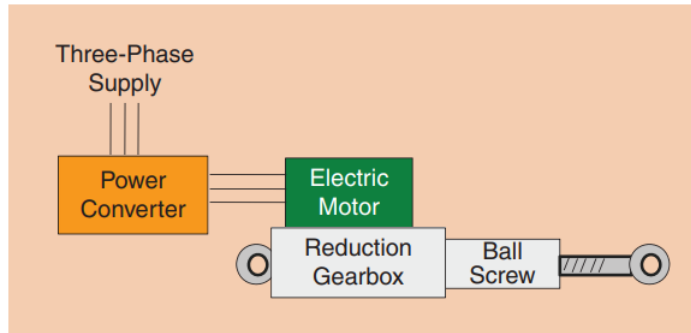 Three-Phase
Supply
Power
Converter
Electric
Motor
Reduction
Gearbox
Ball
Screw